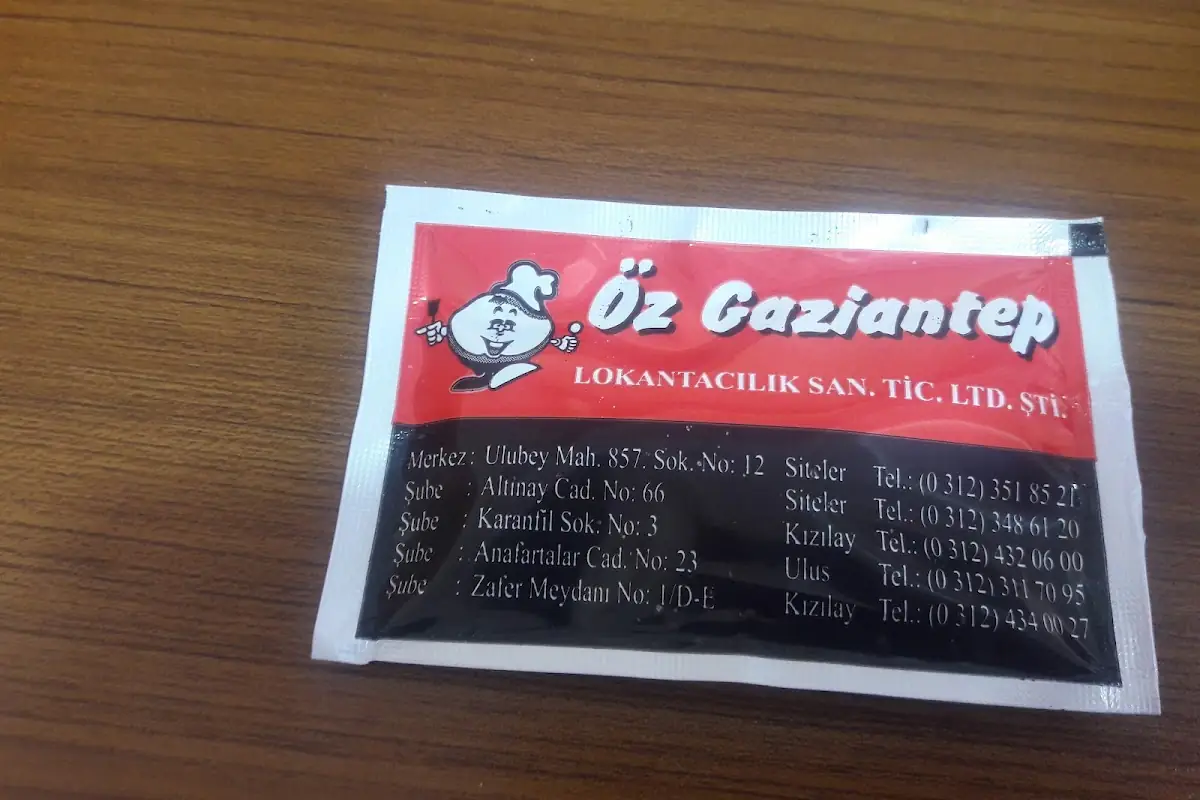 Öz Gaziantep
LOKANTACILIK SAN. TİC. LTD. ŞTİ.
Merkez : Ulubey Mah. 857. Sok. No: 12 Siteler Tel.: (0 312) 351 85 21
Şube : Altinay Cad. No: 66 Siteler Tel.: (0 312) 348 61 20
Şube : Karanfil Sok. No: 3 Kızılay Tel.: (0 312) 432 06 00
Şube : Anafartalar Cad. No: 23 Ulus Tel.: (0 312) 311 70 95
Şube : Zafer Meydanı No: 1/D-E Kızılay Tel.: (0 312) 434 00 27